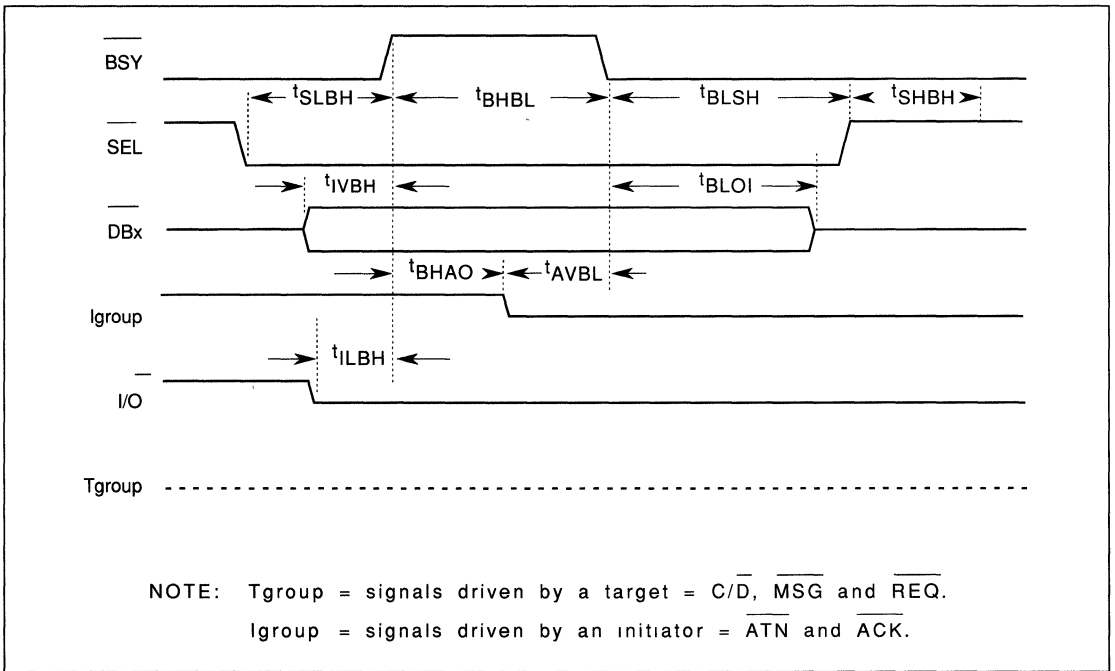 BSY
tSLBH tBHBL tBLSH tSHBH
SEL
tIVBH tBLOI
DBx
tBHAO tAVBL
Igroup
tILBH
I/O
Tgroup
NOTE: Tgroup = signals driven by a target = C/D, MSG and REQ.
Igroup = signals driven by an initiator = ATN and ACK.